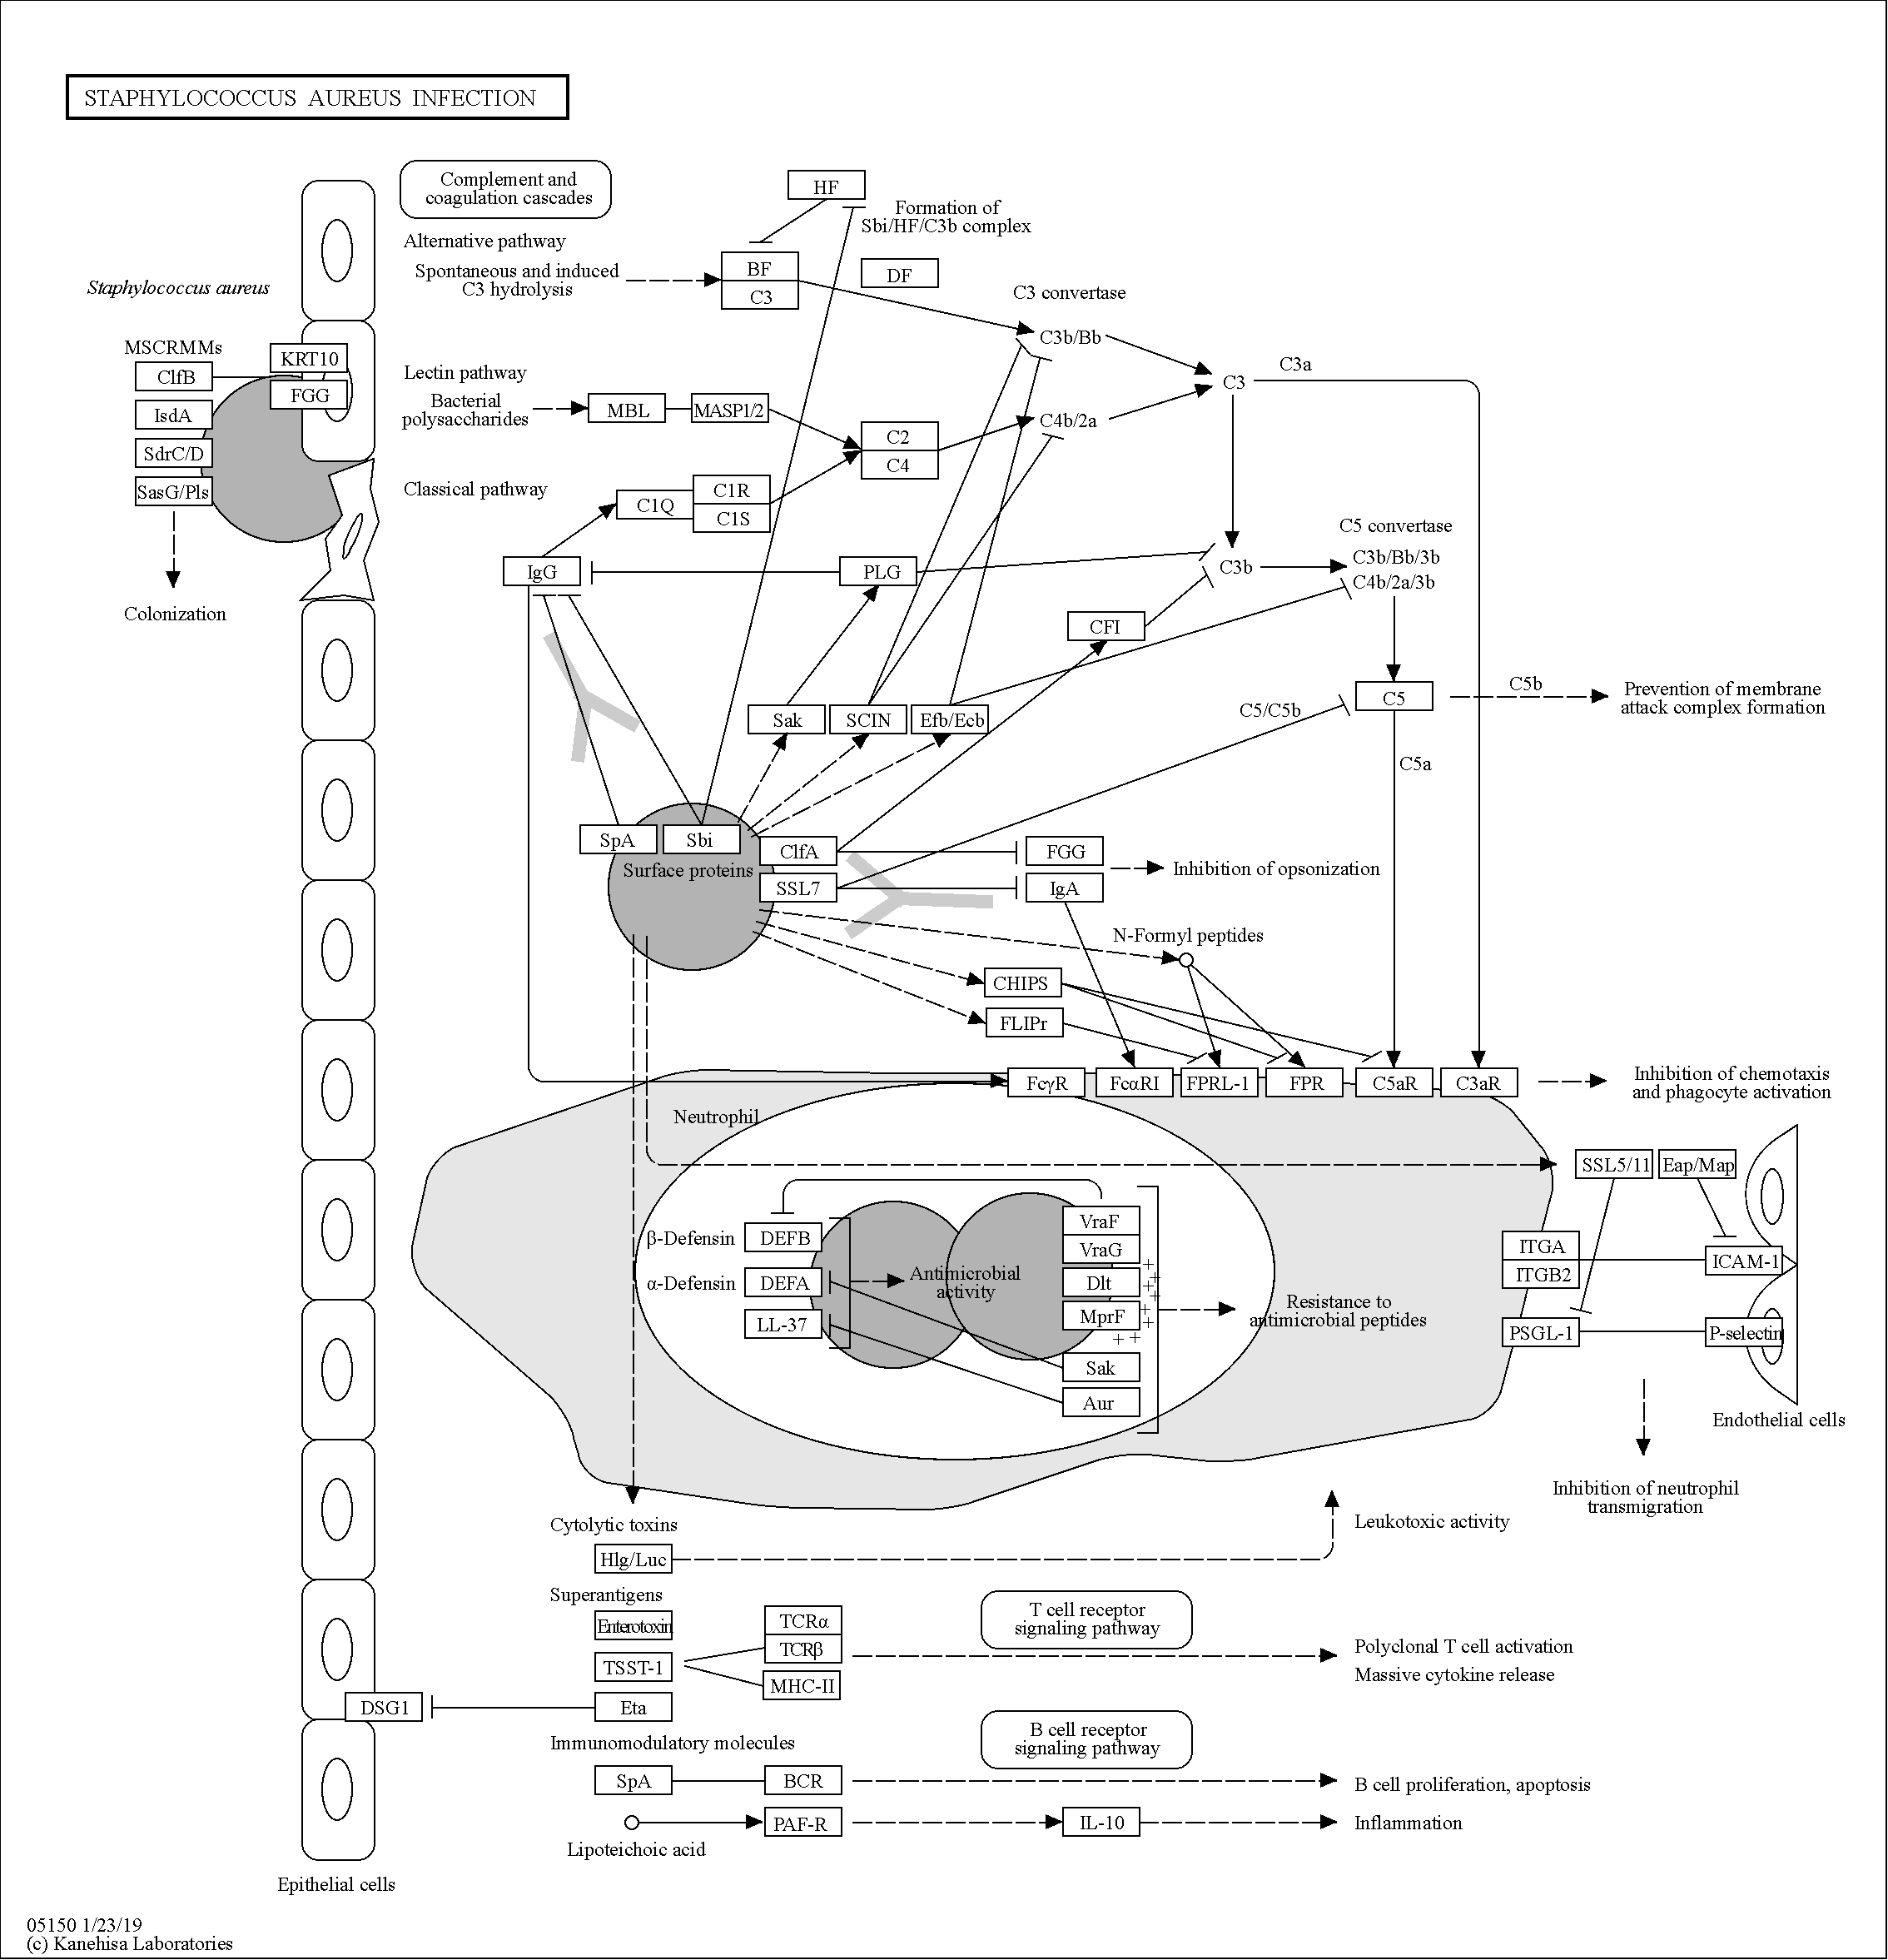 STAPHYLOCOCCUS AUREUS INFECTION
Complement and
coagulation cascades
HF
Formation of
Sbi/HF/C3b complex
Alternative pathway
Spontaneous and induced
C3 hydrolysis
BF
C3
DF
C3 convertase
C3b/Bb
Staphylococcus aureus
MSCRMMs
ClfB
IsdA
SdrC/D
SasG/Pls
KRT10
FGG
Colonization
Lectin pathway
Bacterial
polysaccharides
MBL
MASP1/2
C2
C4
C4b/2a
C3
C3a
Classical pathway
C1Q
C1R
C1S
IgG
PLG
C3b
C5 convertase
C3b/Bb/3b
C4b/2a/3b
CFI
Sak
SCIN
Efb/Ecb
C5/C5b
C5
C5b
Prevention of membrane
attack complex formation
C5a
SpA
Sbi
Surface proteins
ClfA
SSL7
FGG
IgA
Inhibition of opsonization
N-Formyl peptides
CHIPS
FLIPr
FcγR
FcαRI
FPRL-1
FPR
C5aR
C3aR
Inhibition of chemotaxis
and phagocyte activation
Neutrophil
SSL5/11
Eap/Map
β-Defensin
DEFB
α-Defensin
DEFA
LL-37
Antimicrobial
activity
VraF
VraG
Dlt
MprF
Sak
Aur
+
+
+
+
+
+
+
+ +
Resistance to
antimicrobial peptides
ITGA
ITGB2
ICAM-1
PSGL-1
P-selectin
Endothelial cells
Inhibition of neutrophil
transmigration
Cytolytic toxins
Hlg/Luc
Leukotoxic activity
Superantigens
Enterotoxin
TSST-1
Eta
DSG1
TCRα
TCRβ
MHC-II
T cell receptor
signaling pathway
Polyclonal T cell activation
Massive cytokine release
Immunomodulatory molecules
SpA
BCR
B cell receptor
signaling pathway
B cell proliferation, apoptosis
PAF-R
IL-10
Inflammation
Lipoteichoic acid
Epithelial cells
05150 1/23/19
(c) Kanehisa Laboratories